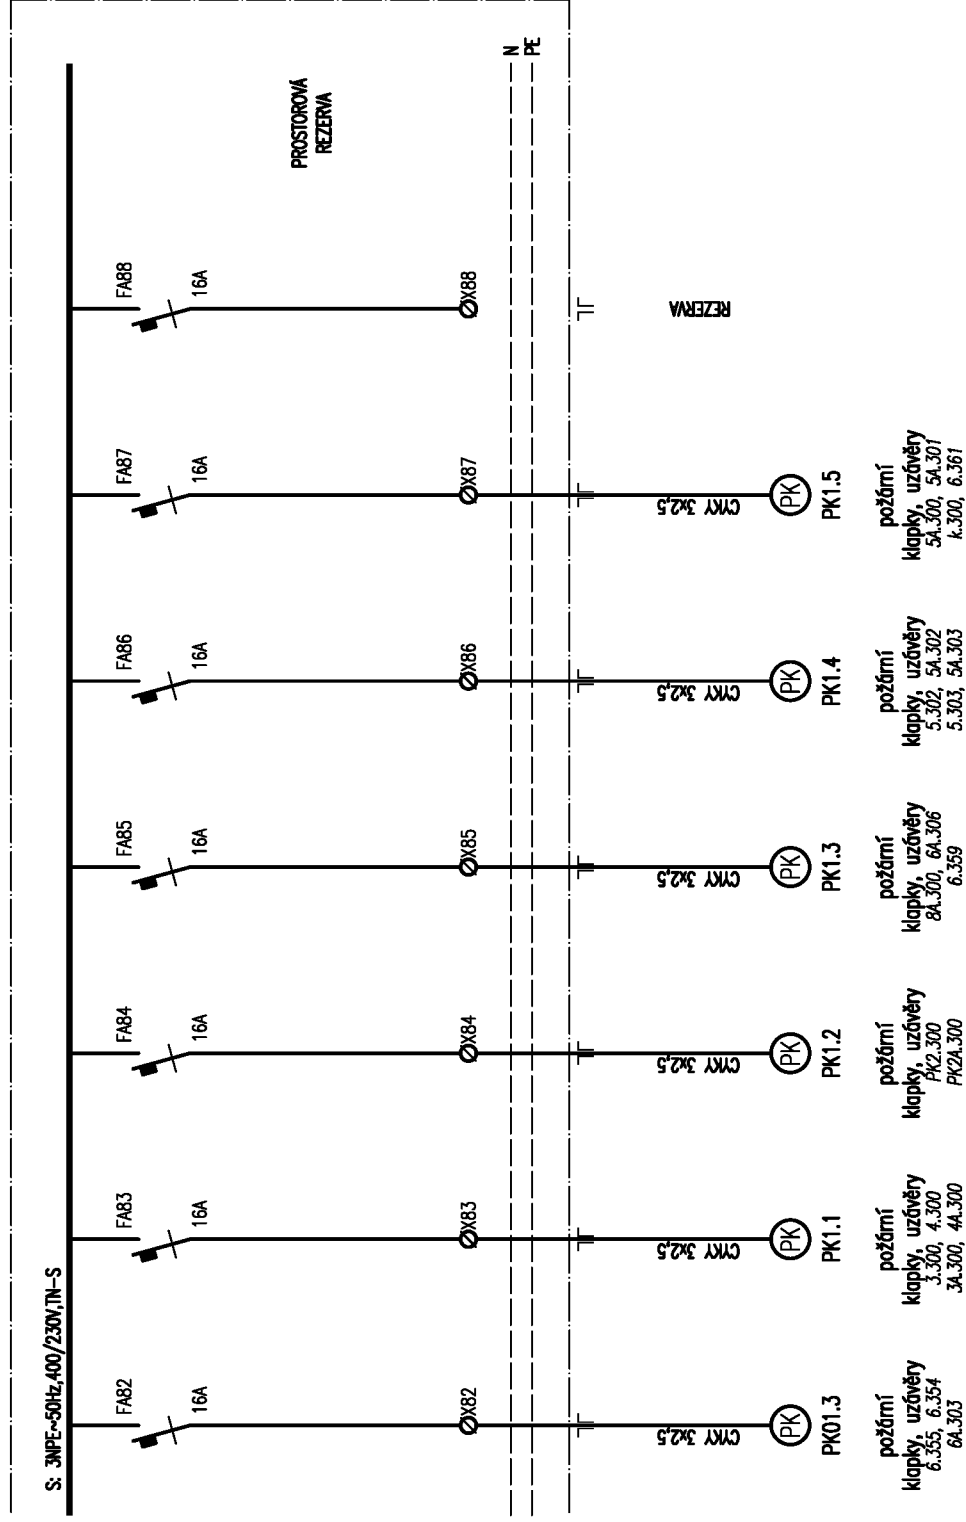 S: 3NPE~50Hz,400/230V,TN-S
FA82
16A
X82
CYKY 3x2,5
PK
PK01.3
požární
klapky, uzávěry
6.355, 6.354
6A.303
FA83
16A
X83
CYKY 3x2,5
PK
PK1.1
požární
klapky, uzávěry
3.300, 4.300
3A.300, 4A.300
FA84
16A
X84
CYKY 3x2,5
PK
PK1.2
požární
klapky, uzávěry
PK2.300
PK2A.300
FA85
16A
X85
CYKY 3x2,5
PK
PK1.3
požární
klapky, uzávěry
8A.300, 6A.306
6.359
FA86
16A
X86
CYKY 3x2,5
PK
PK1.4
požární
klapky, uzávěry
5.302, 5A.302
5.303, 5A.303
FA87
16A
X87
CYKY 3x2,5
PK
PK1.5
požární
klapky, uzávěry
5A.300, 5A.301
k.300, 6.361
FA88
16A
X88
REZERVA
PROSTOROVÁ
REZERVA
N
PE